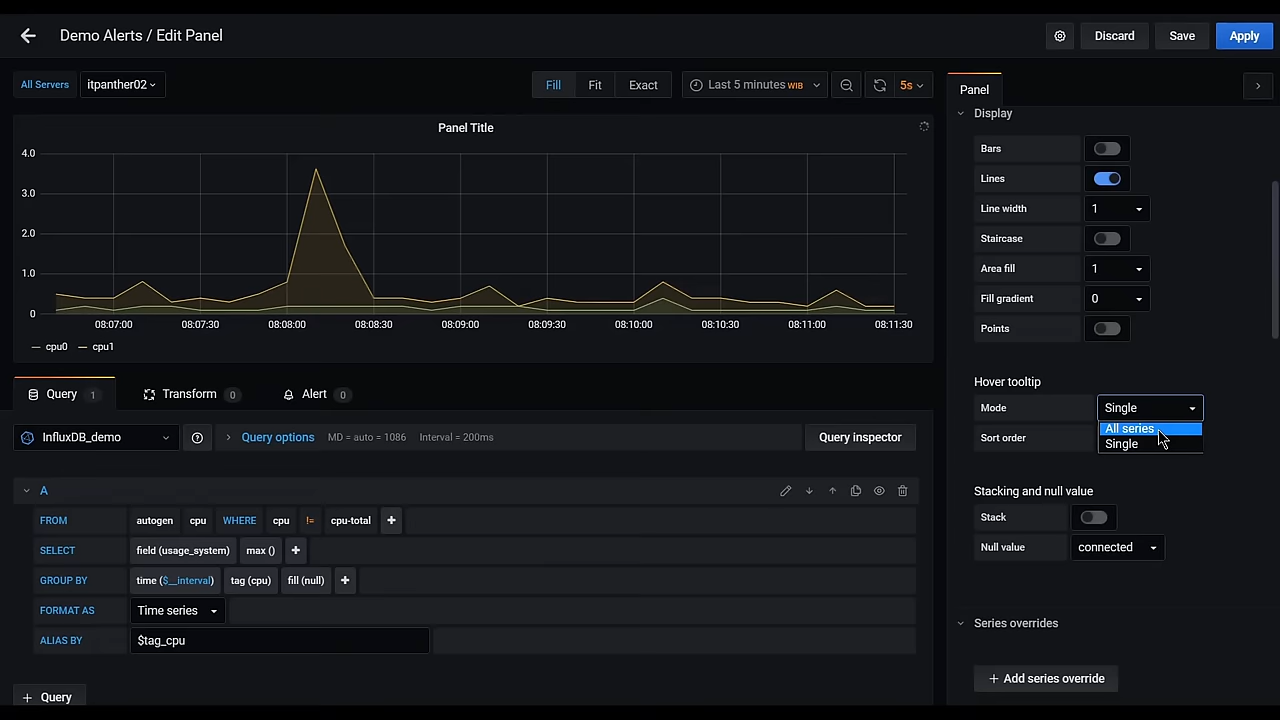 Demo Alerts / Edit Panel
Discard
Save
Apply
All Servers
itpanther02
Fill
Fit
Exact
Last 5 minutes WIB
5s
Panel Title
4.0
3.0
2.0
1.0
0
08:07:00 08:07:30 08:08:00 08:08:30 08:09:00 08:09:30 08:10:00 08:10:30 08:11:00 08:11:30
cpu0 cpu1
Query 1
Transform 0
Alert 0
InfluxDB_demo
Query options
MD = auto = 1086
Interval = 200ms
Query inspector
A
FROM autogen cpu WHERE cpu != cpu-total +
SELECT field (usage_system) max () +
GROUP BY time ($__interval) tag (cpu) fill (null) +
FORMAT AS Time series
ALIAS BY $tag_cpu
+ Query
Panel
Display
Bars
Lines
Line width 1
Staircase
Area fill 1
Fill gradient 0
Points
Hover tooltip
Mode Single
All series
Sort order
Single
Stacking and null value
Stack
Null value connected
Series overrides
+ Add series override